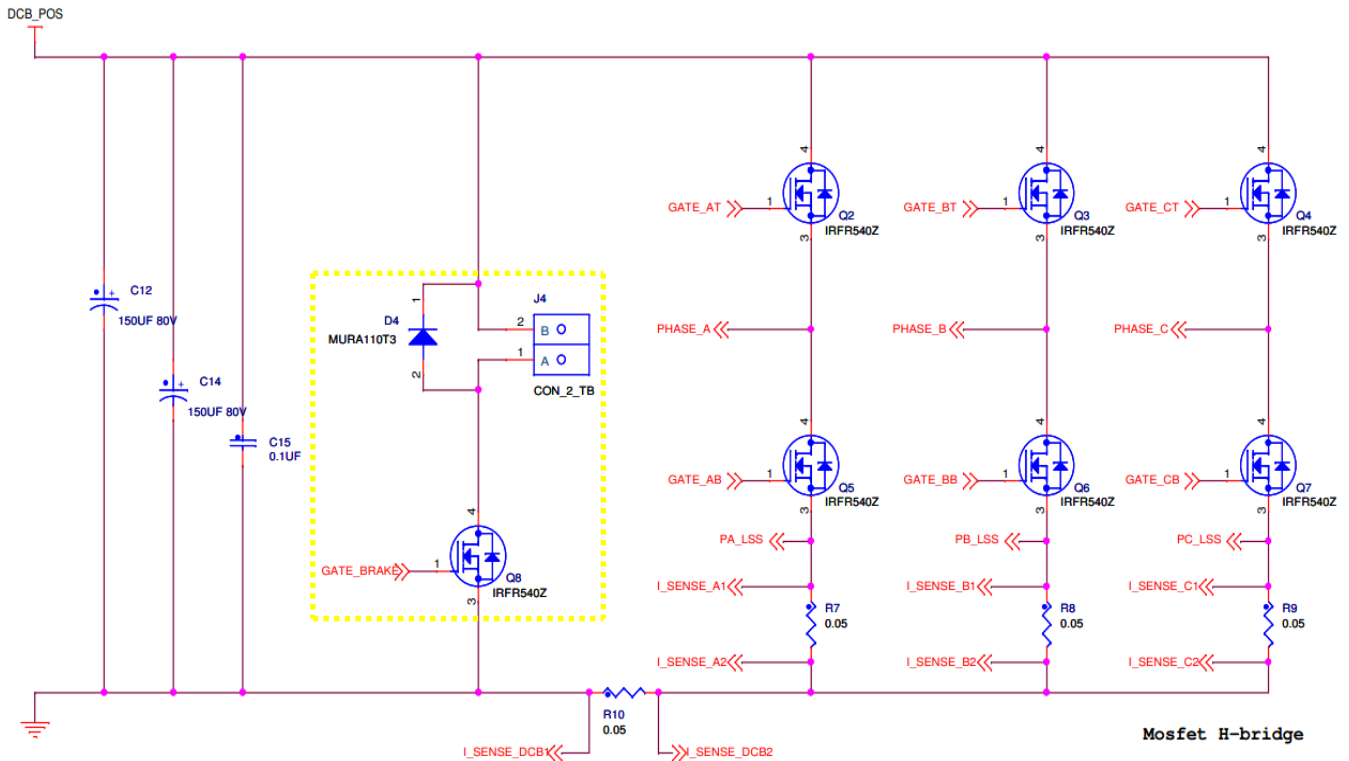 DCB_POS
4
4
4
GATE_AT
1
Q2
IRFR540Z
3
GATE_BT
1
Q3
IRFR540Z
3
GATE_CT
1
Q4
IRFR540Z
3
C12
150UF 80V
+
1
D4
MURA110T3
2
J4
2
B
1
A
CON_2_TB
PHASE_A
PHASE_B
PHASE_C
C14
150UF 80V
+
C15
0.1UF
4
4
4
GATE_AB
1
Q5
IRFR540Z
3
GATE_BB
1
Q6
IRFR540Z
3
GATE_CB
1
Q7
IRFR540Z
3
4
GATE_BRAKE
1
Q8
IRFR540Z
3
PA_LSS
PB_LSS
PC_LSS
I_SENSE_A1
I_SENSE_B1
I_SENSE_C1
R7
0.05
R8
0.05
R9
0.05
I_SENSE_A2
I_SENSE_B2
I_SENSE_C2
R10
0.05
I_SENSE_DCB1
I_SENSE_DCB2
Mosfet H-bridge